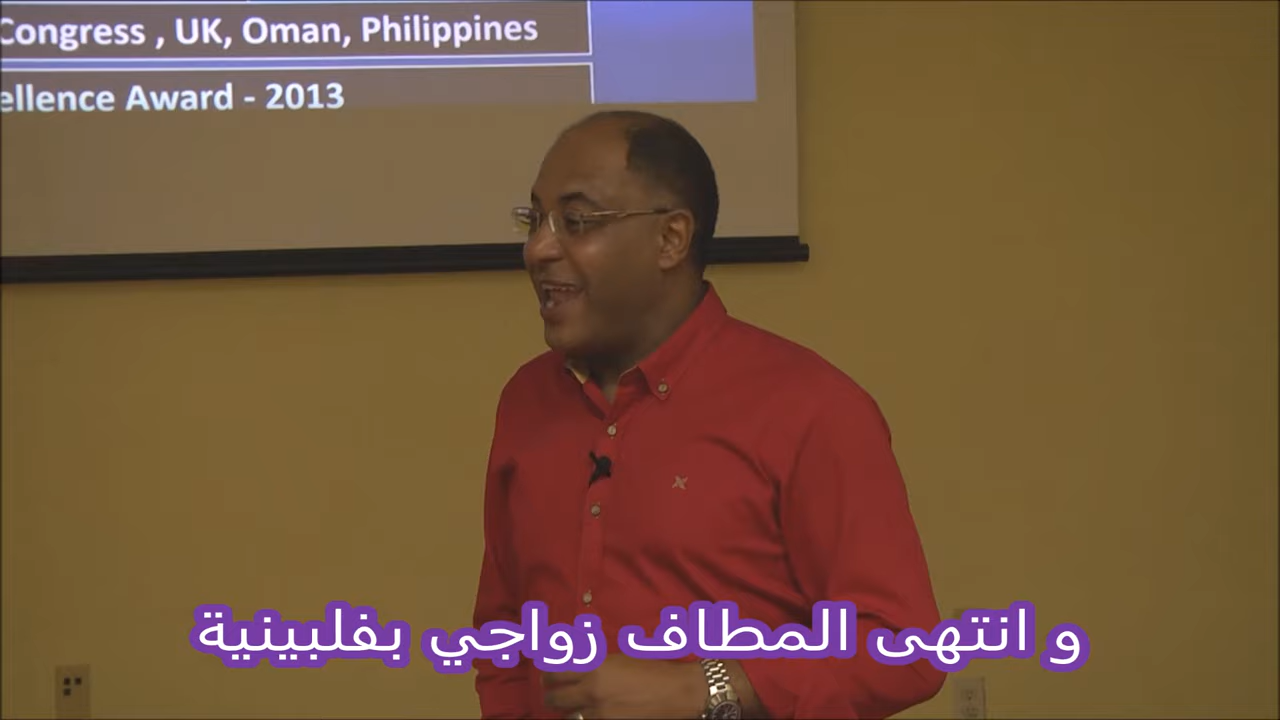 Congress , UK, Oman, Philippines
ellence Award - 2013
و انتهى المطاف زواجي بفلبينية